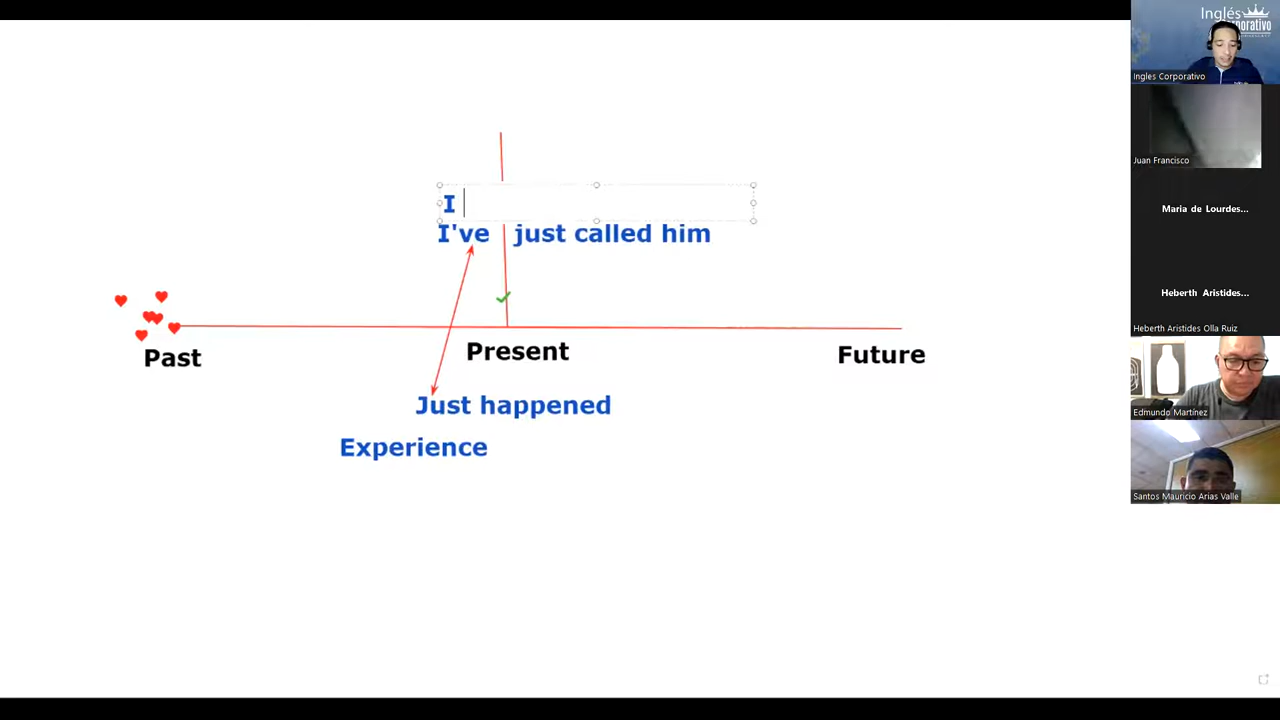 I
I've just called him
Past
Present
Future
Just happened
Experience
Inglés
Corporativo
Ingles Corporativo
Juan Francisco
Maria de Lourdes...
Heberth Aristides...
Heberth Aristides Olla Ruiz
Edmundo Martínez
Santos Mauricio Arias Valle